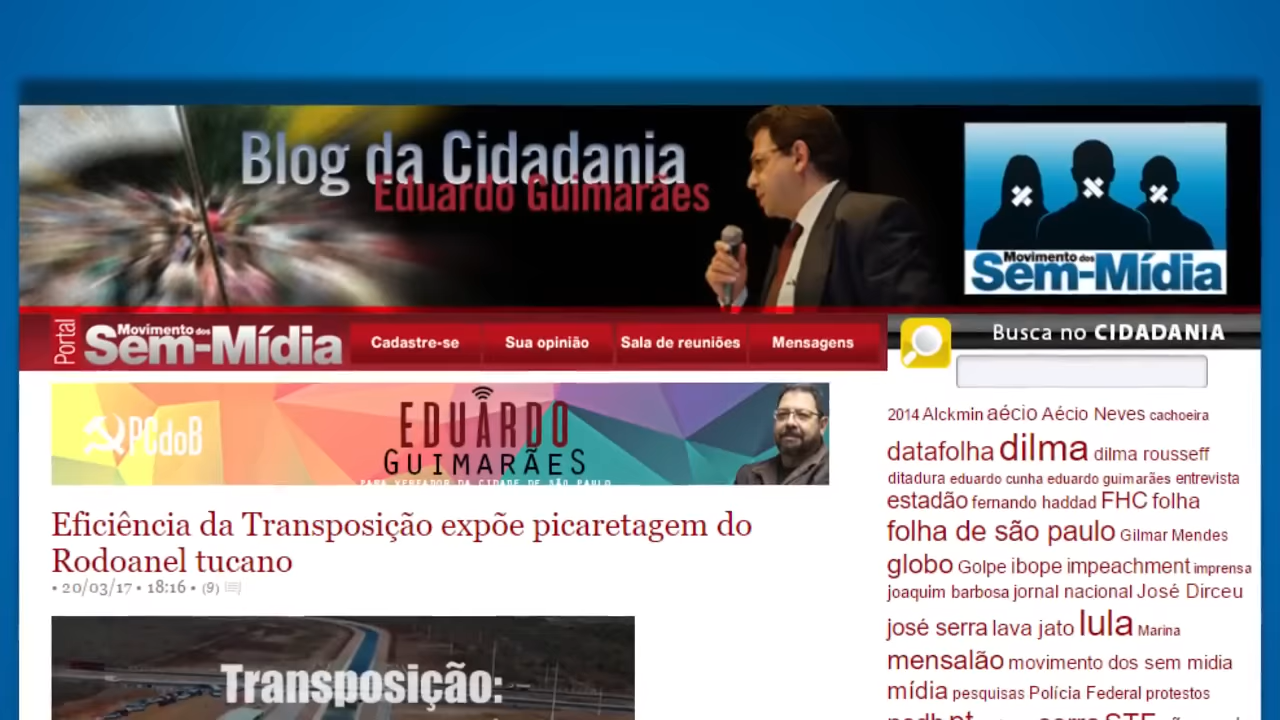 Blog da Cidadania
Eduardo Guimarães
Movimento dos
Sem-Mídia
Portal
Movimento dos
Sem-Mídia
Cadastre-se
Sua opinião
Sala de reuniões
Mensagens
Busca no CIDADANIA
PCdoB
EDUARDO
GUIMARÃES
PARA VEREADOR DA CIDADE DE SÃO PAULO
Eficiência da Transposição expõe picaretagem do
Rodoanel tucano
• 20/03/17 • 18:16 • (9)
Transposição:
2014 Alckmin aécio Aécio Neves cachoeira
datafolha dilma dilma rousseff
ditadura eduardo cunha eduardo guimarães entrevista
estadão fernando haddad FHC folha
folha de são paulo Gilmar Mendes
globo Golpe ibope impeachment imprensa
joaquim barbosa jornal nacional José Dirceu
josé serra lava jato lula Marina
mensalão movimento dos sem midia
mídia pesquisas Polícia Federal protestos
psdb pt serra STF